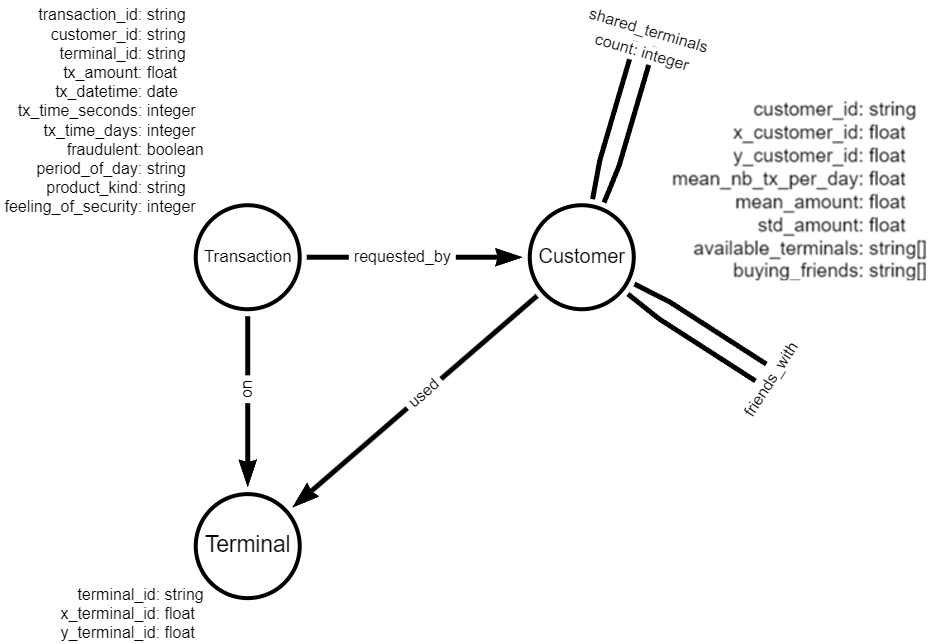 transaction_id: string
customer_id: string
terminal_id: string
tx_amount: float
tx_datetime: date
tx_time_seconds: integer
tx_time_days: integer
fraudulent: boolean
period_of_day: string
product_kind: string
feeling_of_security: integer
shared_terminals
count: integer
customer_id: string
x_customer_id: float
y_customer_id: float
mean_nb_tx_per_day: float
mean_amount: float
std_amount: float
available_terminals: string[]
buying_friends: string[]
Transaction
requested_by
Customer
on
used
friends_with
Terminal
terminal_id: string
x_terminal_id: float
y_terminal_id: float